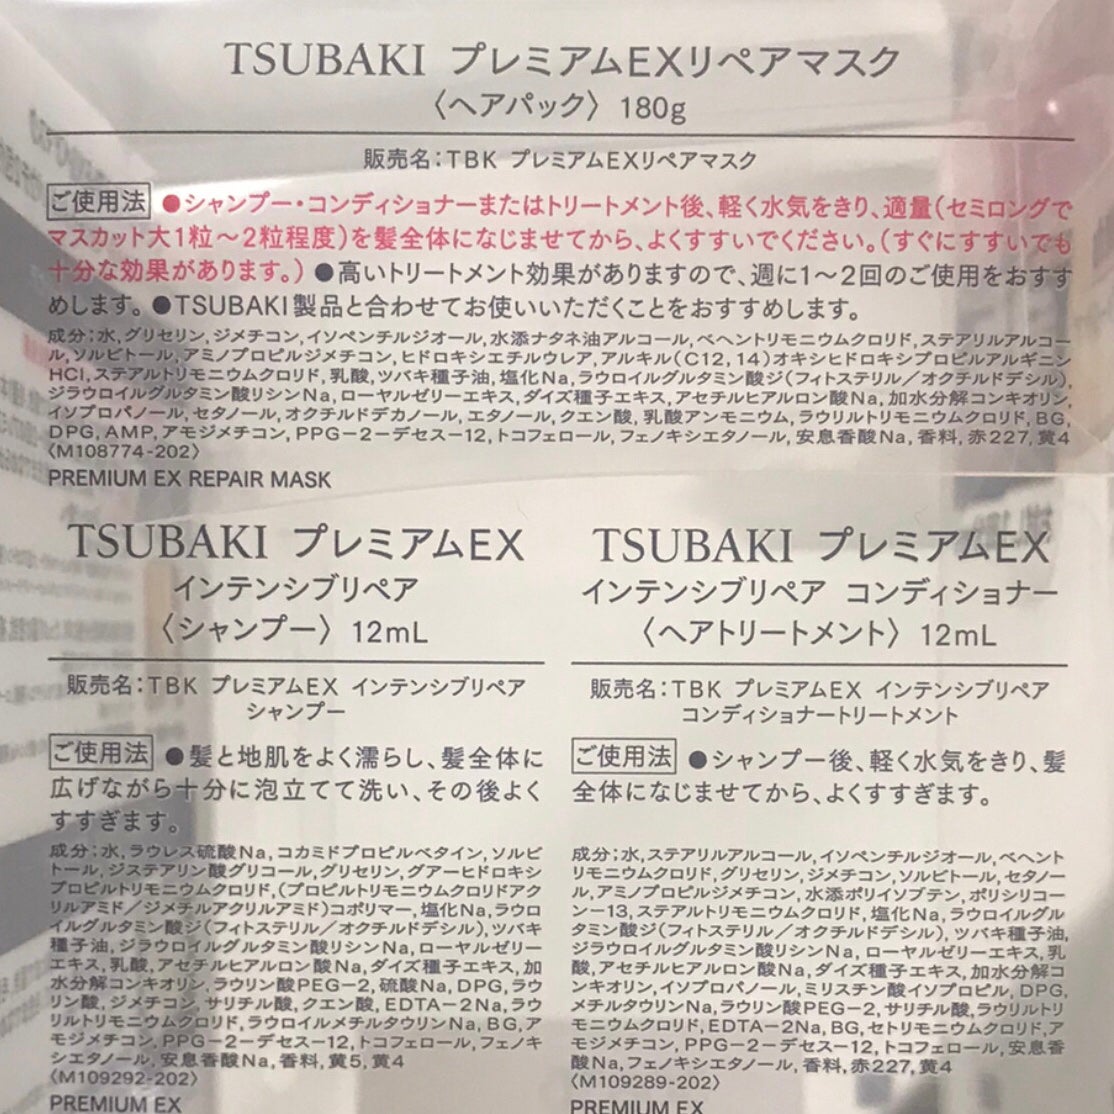 TSUBAKI プレミアムEXリペアマスク
〈ヘアパック〉 180g
販売名：TBK プレミアムEXリペアマスク
ご使用法 ●シャンプー・コンディショナーまたはトリートメント後、軽く水気をきり、適量（セミロングで
マスカット大1粒～2粒程度）を髪全体になじませてから、よくすすいでください。（すぐにすすいでも
十分な効果があります。）●高いトリートメント効果がありますので、週に1～2回のご使用をおすす
めします。●TSUBAKI製品と合わせてお使いいただくことをおすすめします。
成分：水,グリセリン,ジメチコン,イソペンチルジオール,水添ナタネ油アルコール,ベヘントリモニウムクロリド,ステアリルアルコー
ル,ソルビトール,アミノプロピルジメチコン,ヒドロキシエチルウレア,アルキル(C12,14)オキシヒドロキシプロピルアルギニン
HCl,ステアルトリモニウムクロリド,乳酸,ツバキ種子油,塩化Na,ラウロイルグルタミン酸ジ(フィトステリル／オクチルドデシル),
ジラウロイルグルタミン酸リシンNa,ローヤルゼリーエキス,ダイズ種子エキス,アセチルヒアルロン酸Na,加水分解コンキオリン,
イソプロパノール,セタノール,オクチルドデカノール,エタノール,クエン酸,乳酸アンモニウム,ラウリルトリモニウムクロリド,BG,
DPG,AMP,アモジメチコン,PPG－2－デセス－12,トコフェロール,フェノキシエタノール,安息香酸Na,香料,赤227,黄4
〈M108774-202〉
PREMIUM EX REPAIR MASK
TSUBAKI プレミアムEX
インテンシブリペア
〈シャンプー〉 12mL
販売名：TBK プレミアムEX インテンシブリペア
シャンプー
ご使用法 ●髪と地肌をよく濡らし、髪全体に
広げながら十分に泡立てて洗い、その後よく
すすぎます。
成分：水,ラウレス硫酸Na,コカミドプロピルベタイン,ソルビ
トール,ジステアリン酸グリコール,グリセリン,グアーヒドロキシ
プロピルトリモニウムクロリド,(プロピルトリモニウムクロリドアク
リルアミド／ジメチルアクリルアミド)コポリマー,塩化Na,ラウロ
イルグルタミン酸ジ(フィトステリル／オクチルドデシル),ツバキ
種子油,ジラウロイルグルタミン酸リシンNa,ローヤルゼリー
エキス,乳酸,アセチルヒアルロン酸Na,ダイズ種子エキス,加
水分解コンキオリン,ラウリン酸PEG－2,硫酸Na,DPG,ラウ
リン酸,ジメチコン,サリチル酸,クエン酸,EDTA－2Na,ラウ
リルトリモニウムクロリド,ラウロイルメチルタウリンNa,BG,ア
モジメチコン,PPG－2－デセス－12,トコフェロール,フェノキ
シエタノール,安息香酸Na,香料,黄5,黄4
〈M109292-202〉
PREMIUM EX
TSUBAKI プレミアムEX
インテンシブリペア コンディショナー
〈ヘアトリートメント〉 12mL
販売名：TBK プレミアムEX インテンシブリペア
コンディショナートリートメント
ご使用法 ●シャンプー後、軽く水気をきり、髪
全体になじませてから、よくすすぎます。
成分：水,ステアリルアルコール,イソペンチルジオール,ベヘント
リモニウムクロリド,グリセリン,ジメチコン,ソルビトール,セタノー
ル,アミノプロピルジメチコン,水添ポリイソブテン,ポリシリコー
ン－13,ステアルトリモニウムクロリド,塩化Na,ラウロイルグル
タミン酸ジ(フィトステリル／オクチルドデシル),ツバキ種子油,
ジラウロイルグルタミン酸リシンNa,ローヤルゼリーエキス,乳
酸,アセチルヒアルロン酸Na,ダイズ種子エキス,加水分解コ
ンキオリン,イソプロパノール,ミリスチン酸イソプロピル,DPG,
メチルタウリンNa,ラウリン酸PEG－2,サリチル酸,ラウリルトリ
モニウムクロリド,EDTA－2Na,BG,セトリモニウムクロリド,ア
モジメチコン,PPG－2－デセス－12,トコフェロール,安息香
酸Na,フェノキシエタノール,香料,赤227,黄4
〈M109289-202〉
PREMIUM EX